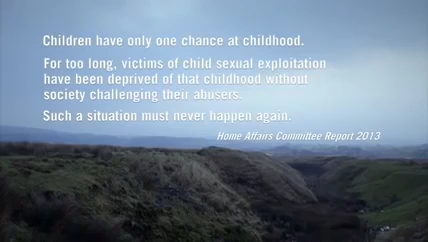 Children have only one chance at childhood.
For too long, victims of child sexual exploitation
have been deprived of that childhood without
society challenging their abusers.
Such a situation must never happen again.
Home Affairs Committee Report 2013